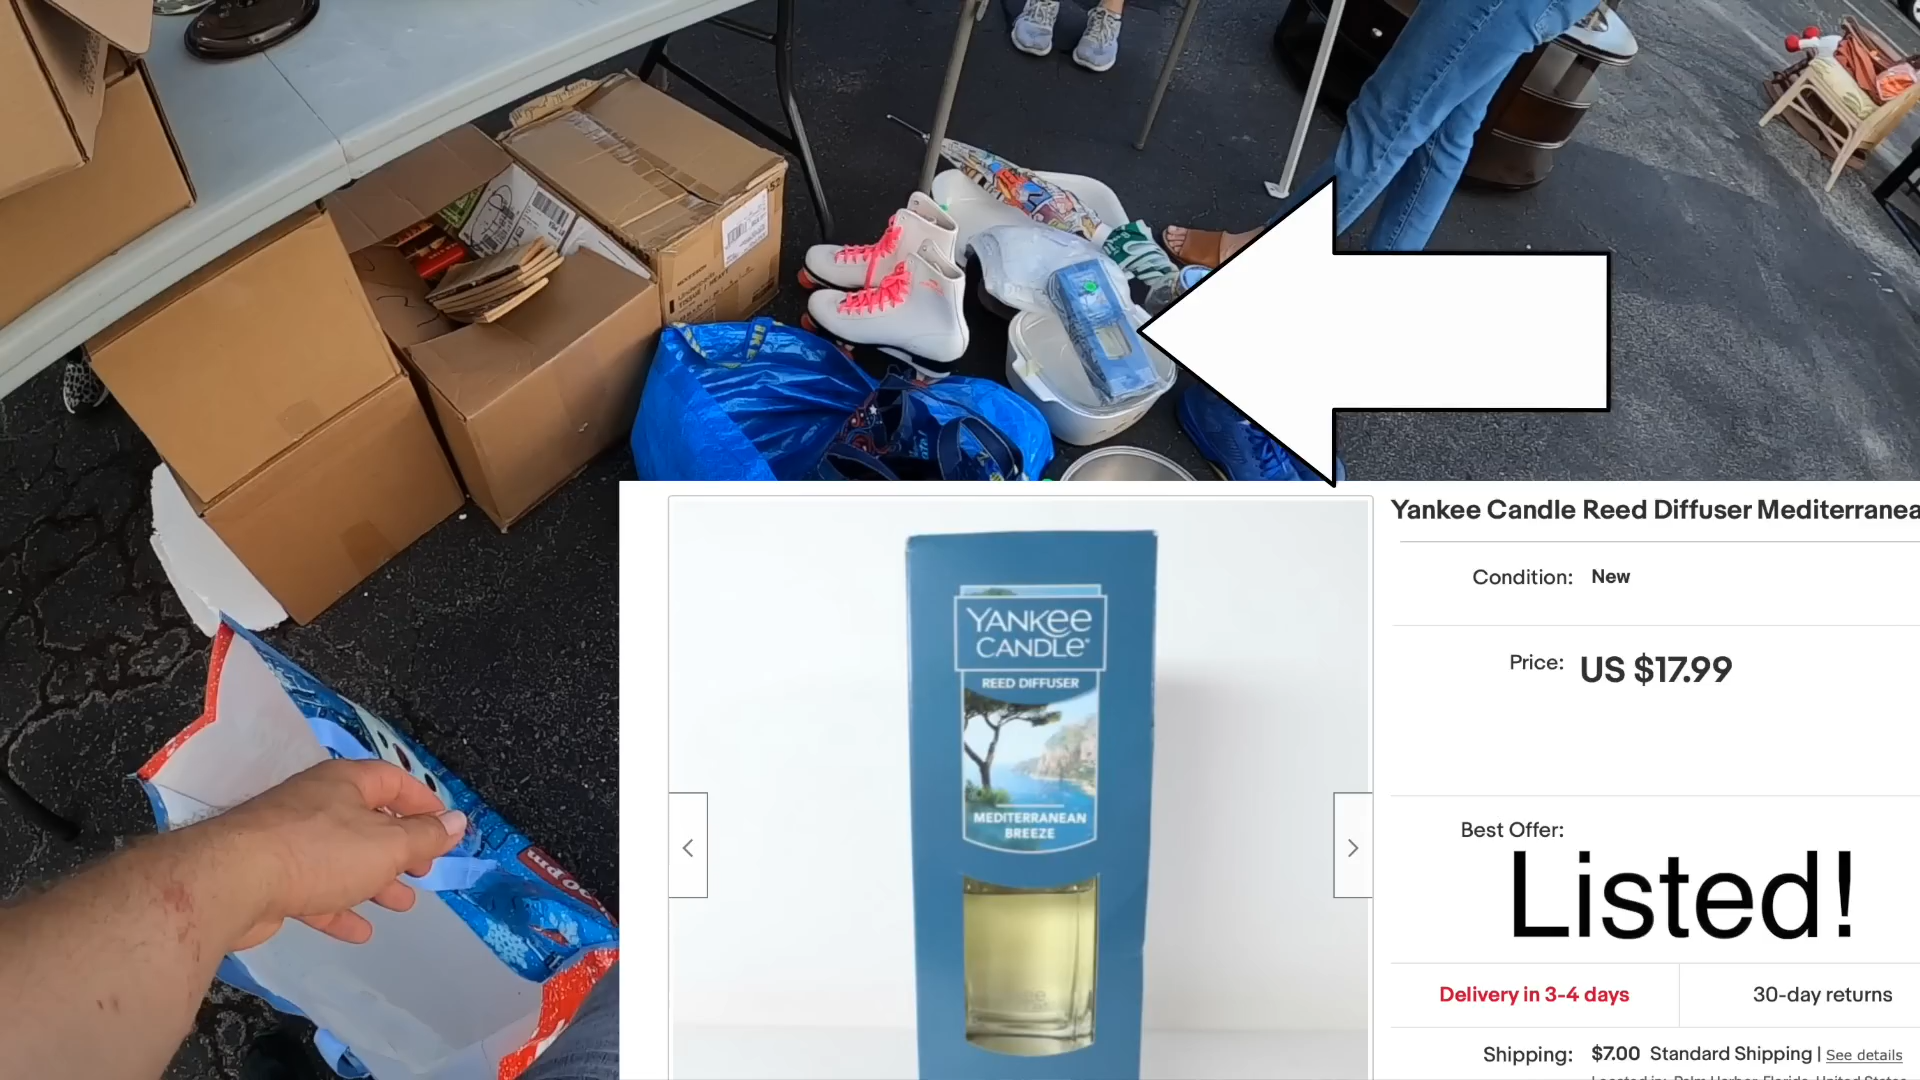 Yankee Candle Reed Diffuser Mediterranea
Condition: New
Price: US $17.99
Best Offer:
Listed!
Delivery in 3-4 days
30-day returns
Shipping: $7.00 Standard Shipping | See details
YANKEE
CANDLE®
REED DIFFUSER
MEDITERRANEAN
BREEZE